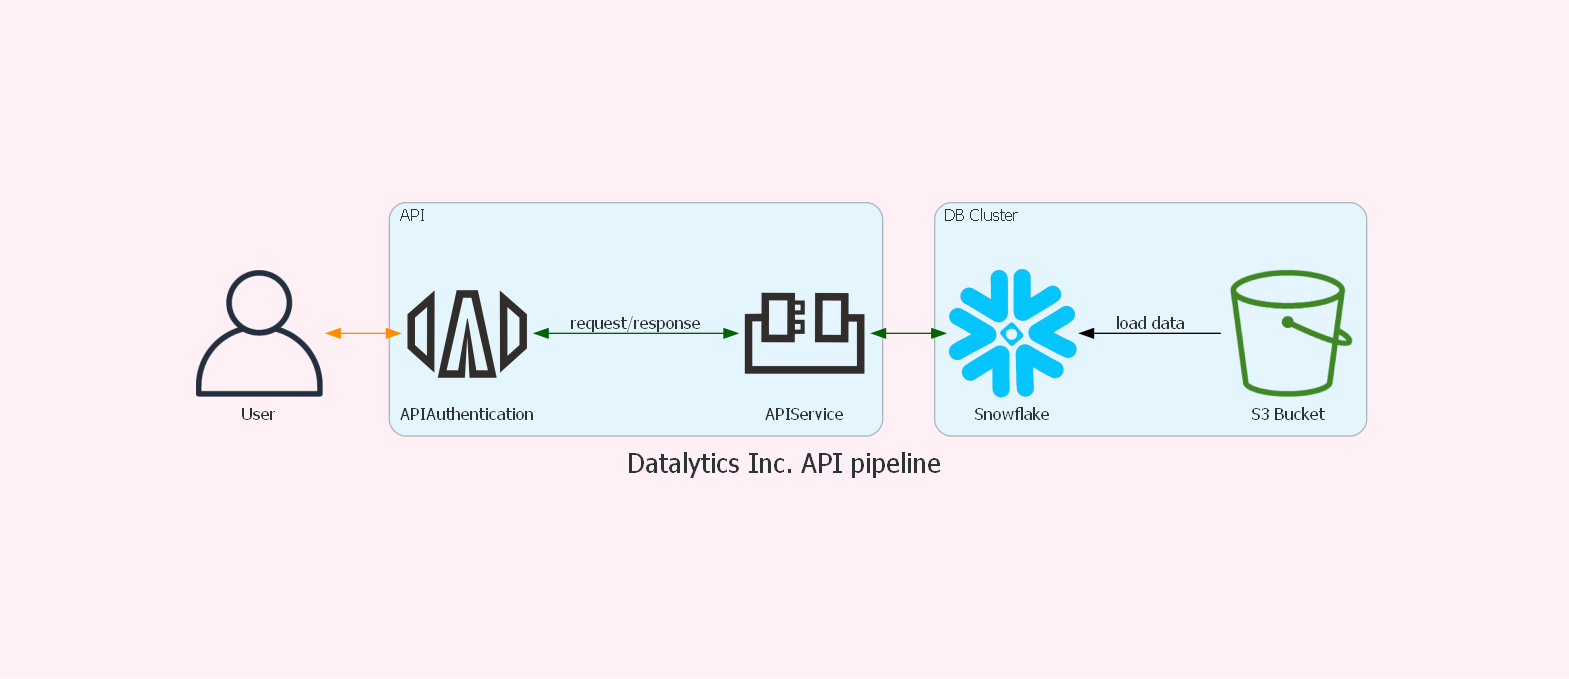 API
DB Cluster
request/response
load data
User
APIAuthentication
APIService
Snowflake
S3 Bucket
Datalytics Inc. API pipeline